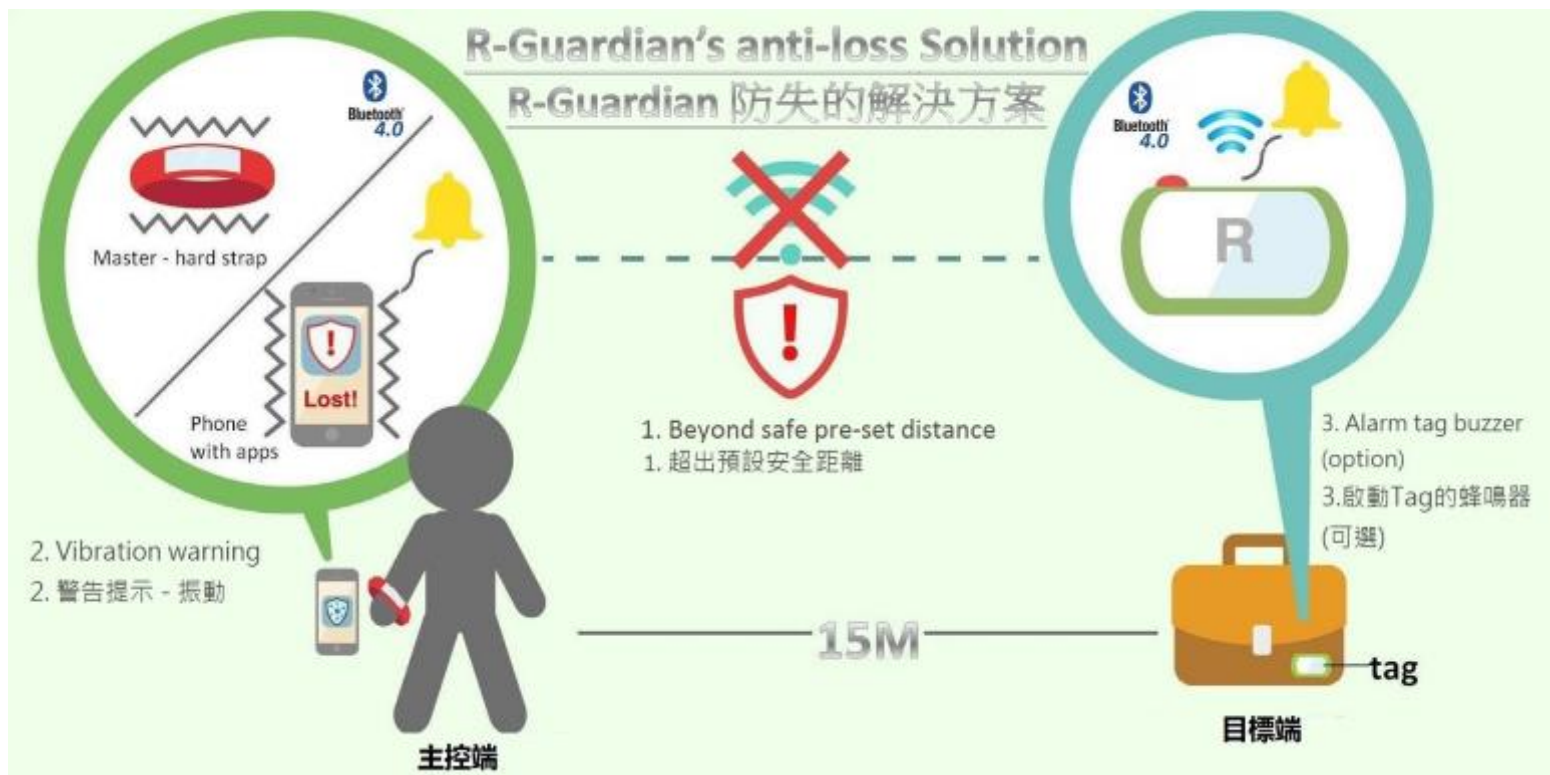 R-Guardian's anti-loss Solution
R-Guardian 防失的解決方案
Bluetooth
4.0
Master - hard strap
Lost!
Phone
with apps
Bluetooth
4.0
R
1. Beyond safe pre-set distance
1. 超出預設安全距離
2. Vibration warning
2. 警告提示 - 振動
3. Alarm tag buzzer
(option)
3.啟動Tag的蜂鳴器
(可選)
15M
tag
主控端
目標端